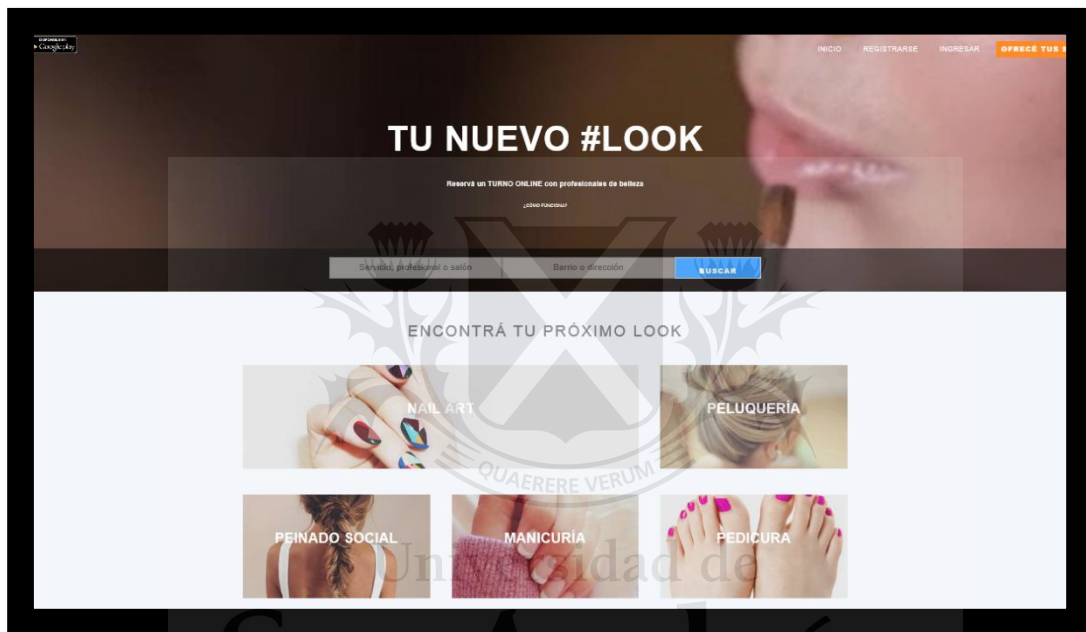 Google play
INICIO REGISTRARSE INGRESAR OFRECÉ TUS
TU NUEVO #LOOK
Reservá un TURNO ONLINE con profesionales de belleza
¿CÓMO FUNCIONA?
Servicio, profesional o salón Barrio o dirección BUSCAR
ENCONTRÁ TU PRÓXIMO LOOK
NAIL ART PELUQUERÍA
QUAERERE VERUM
PEINADO SOCIAL MANICURÍA PEDICURA
Universidad de